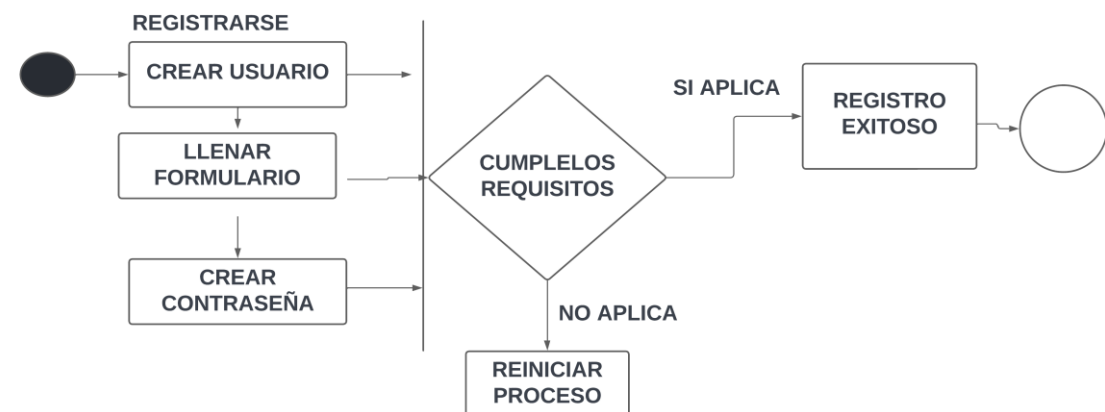 REGISTRARSE
CREAR USUARIO
LLENAR
FORMULARIO
CREAR
CONTRASEÑA
CUMPLELOS
REQUISITOS
SI APLICA
REGISTRO
EXITOSO
NO APLICA
REINICIAR
PROCESO